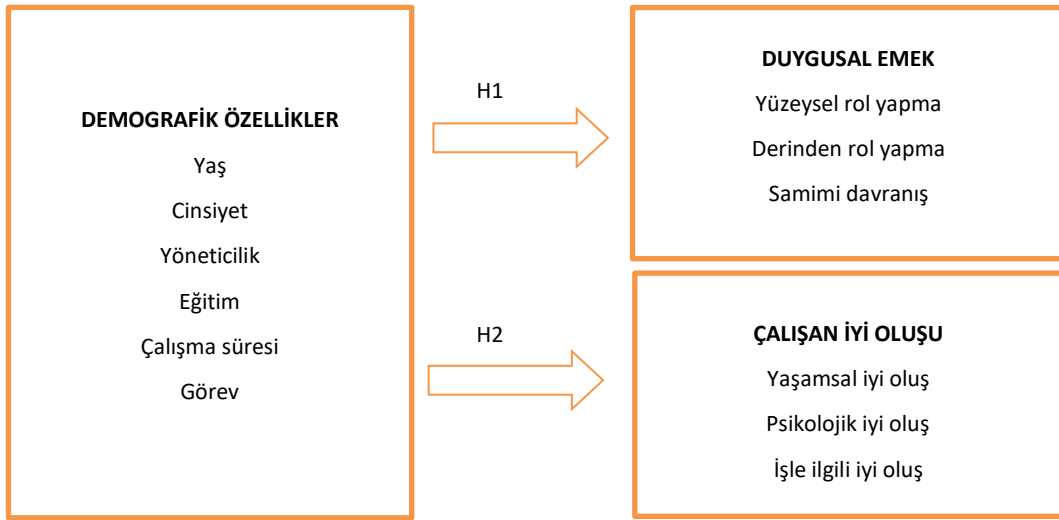 DEMOGRAFİK ÖZELLİKLER
Yaş
Cinsiyet
Yöneticilik
Eğitim
Çalışma süresi
Görev
H1
H2
DUYGUSAL EMEK
Yüzeysel rol yapma
Derinden rol yapma
Samimi davranış
ÇALIŞAN İYİ OLUŞU
Yaşamsal iyi oluş
Psikolojik iyi oluş
İşle ilgili iyi oluş